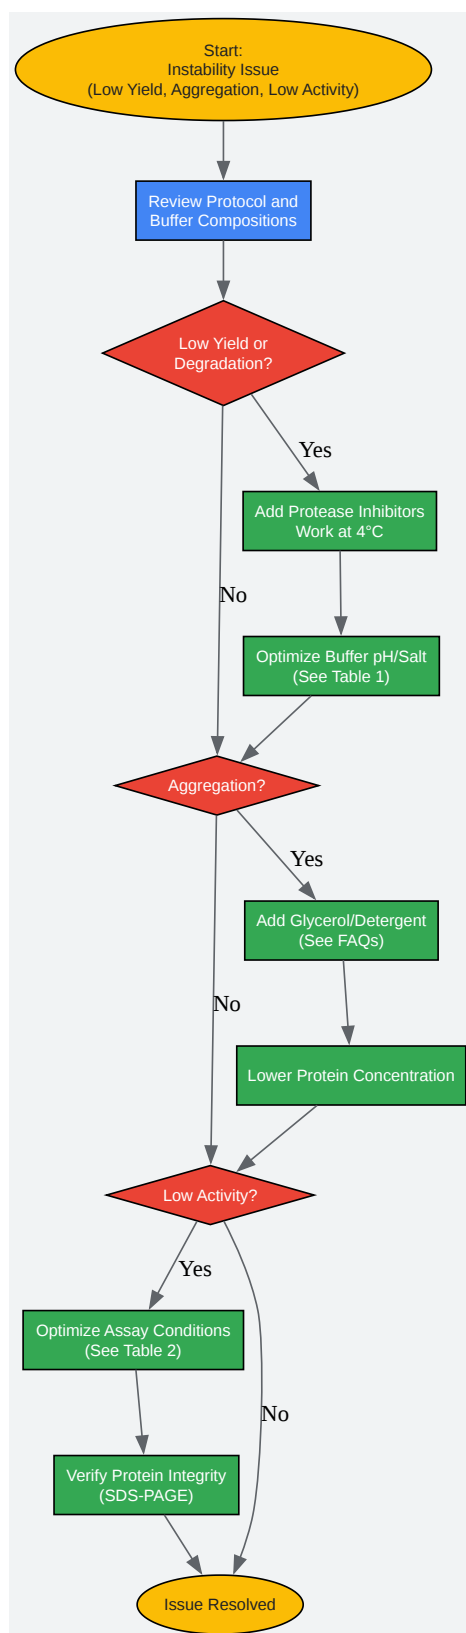 Start:
Instability Issue
(Low Yield, Aggregation, Low Activity)
Review Protocol and
Buffer Compositions
Low Yield or
Degradation?
Yes
Add Protease Inhibitors
Work at 4°C
No
Optimize Buffer pH/Salt
(See Table 1)
Aggregation?
Yes
Add Glycerol/Detergent
(See FAQs)
No
Lower Protein Concentration
Low Activity?
Yes
Optimize Assay Conditions
(See Table 2)
No
Verify Protein Integrity
(SDS-PAGE)
Issue Resolved